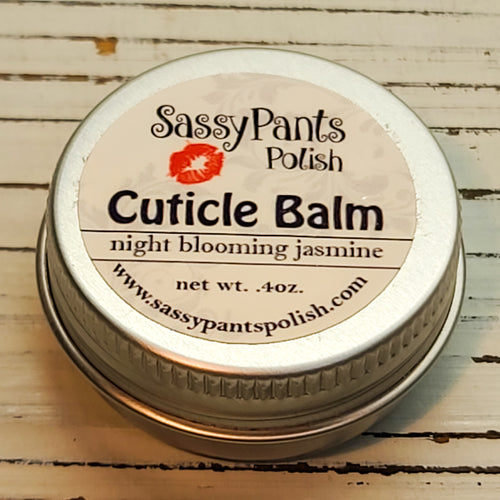 SassyPants
Polish
Cuticle Balm
night blooming jasmine
net wt. .4oz.
www.sassypantspolish.com